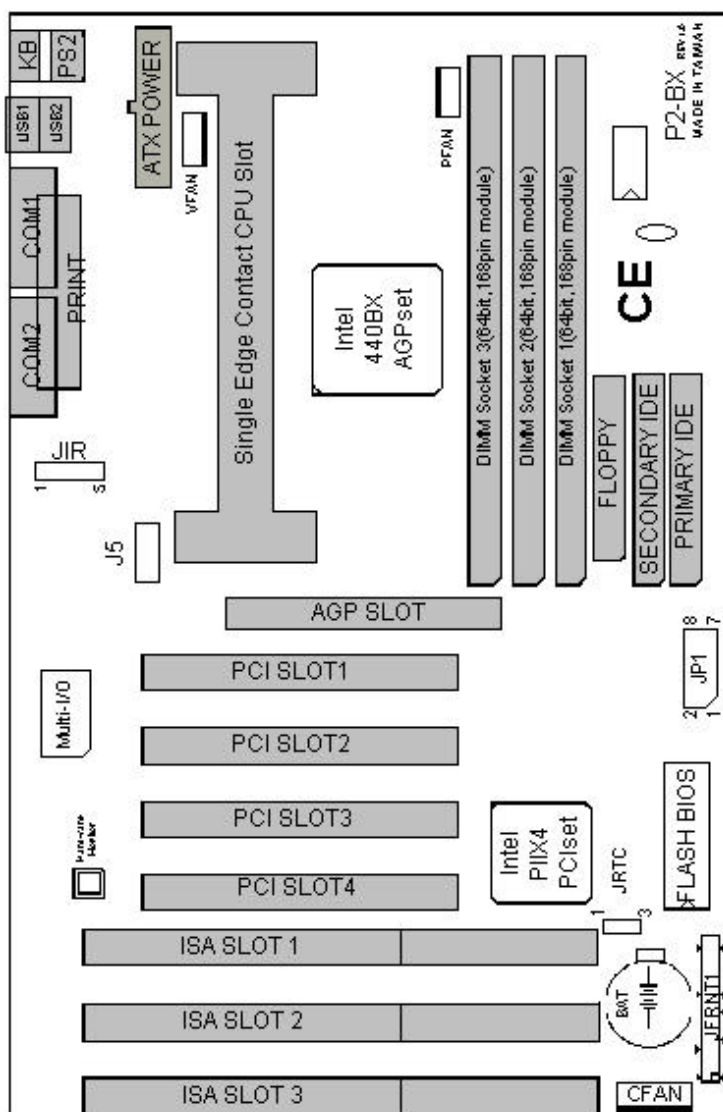 KB
PS2
USB1
USB2
COM1
COM2
PRINT
ATX POWER
VFAN
Single Edge Contact CPU Slot
PFAN
Intel
440BX
AGPset
DIMM Socket 3(64bit,168pin module)
DIMM Socket 2(64bit,168pin module)
DIMM Socket 1(64bit,168pin module)
P2-BX REV1.6
MADE IN TAIWAN
CE
FLOPPY
SECONDARY IDE
PRIMARY IDE
JIR
1
5
J5
AGP SLOT
PCI SLOT1
PCI SLOT2
PCI SLOT3
PCI SLOT4
Multi-I/O
Monitor
2
8
JP1
1
7
Intel
PIIX4
PCIset
JRTC
1
3
FLASH BIOS
ISA SLOT 1
ISA SLOT 2
ISA SLOT 3
BAT
JFRNT1
CFAN